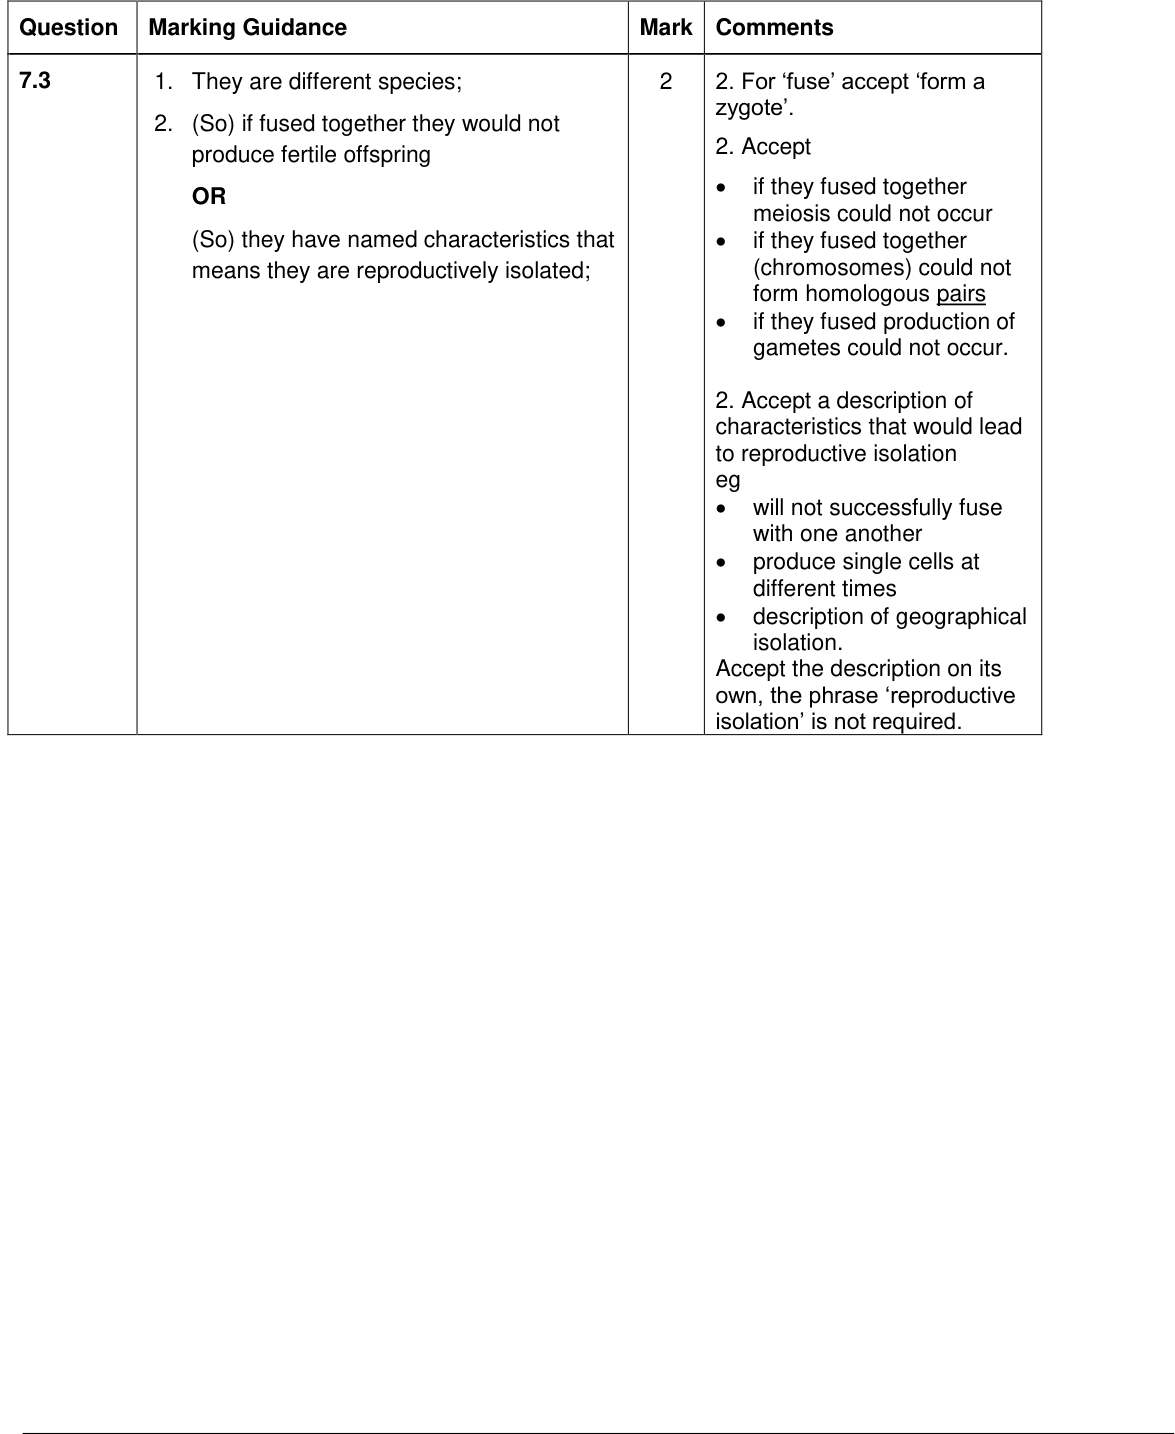 Question Marking Guidance Mark Comments
7.3
1. They are different species;
2. (So) if fused together they would not
produce fertile offspring
OR
(So) they have named characteristics that
means they are reproductively isolated;
2
2. For ‘fuse’ accept ‘form a
zygote’.
2. Accept
• if they fused together
meiosis could not occur
• if they fused together
(chromosomes) could not
form homologous pairs
• if they fused production of
gametes could not occur.
2. Accept a description of
characteristics that would lead
to reproductive isolation
eg
• will not successfully fuse
with one another
• produce single cells at
different times
• description of geographical
isolation.
Accept the description on its
own, the phrase ‘reproductive
isolation’ is not required.